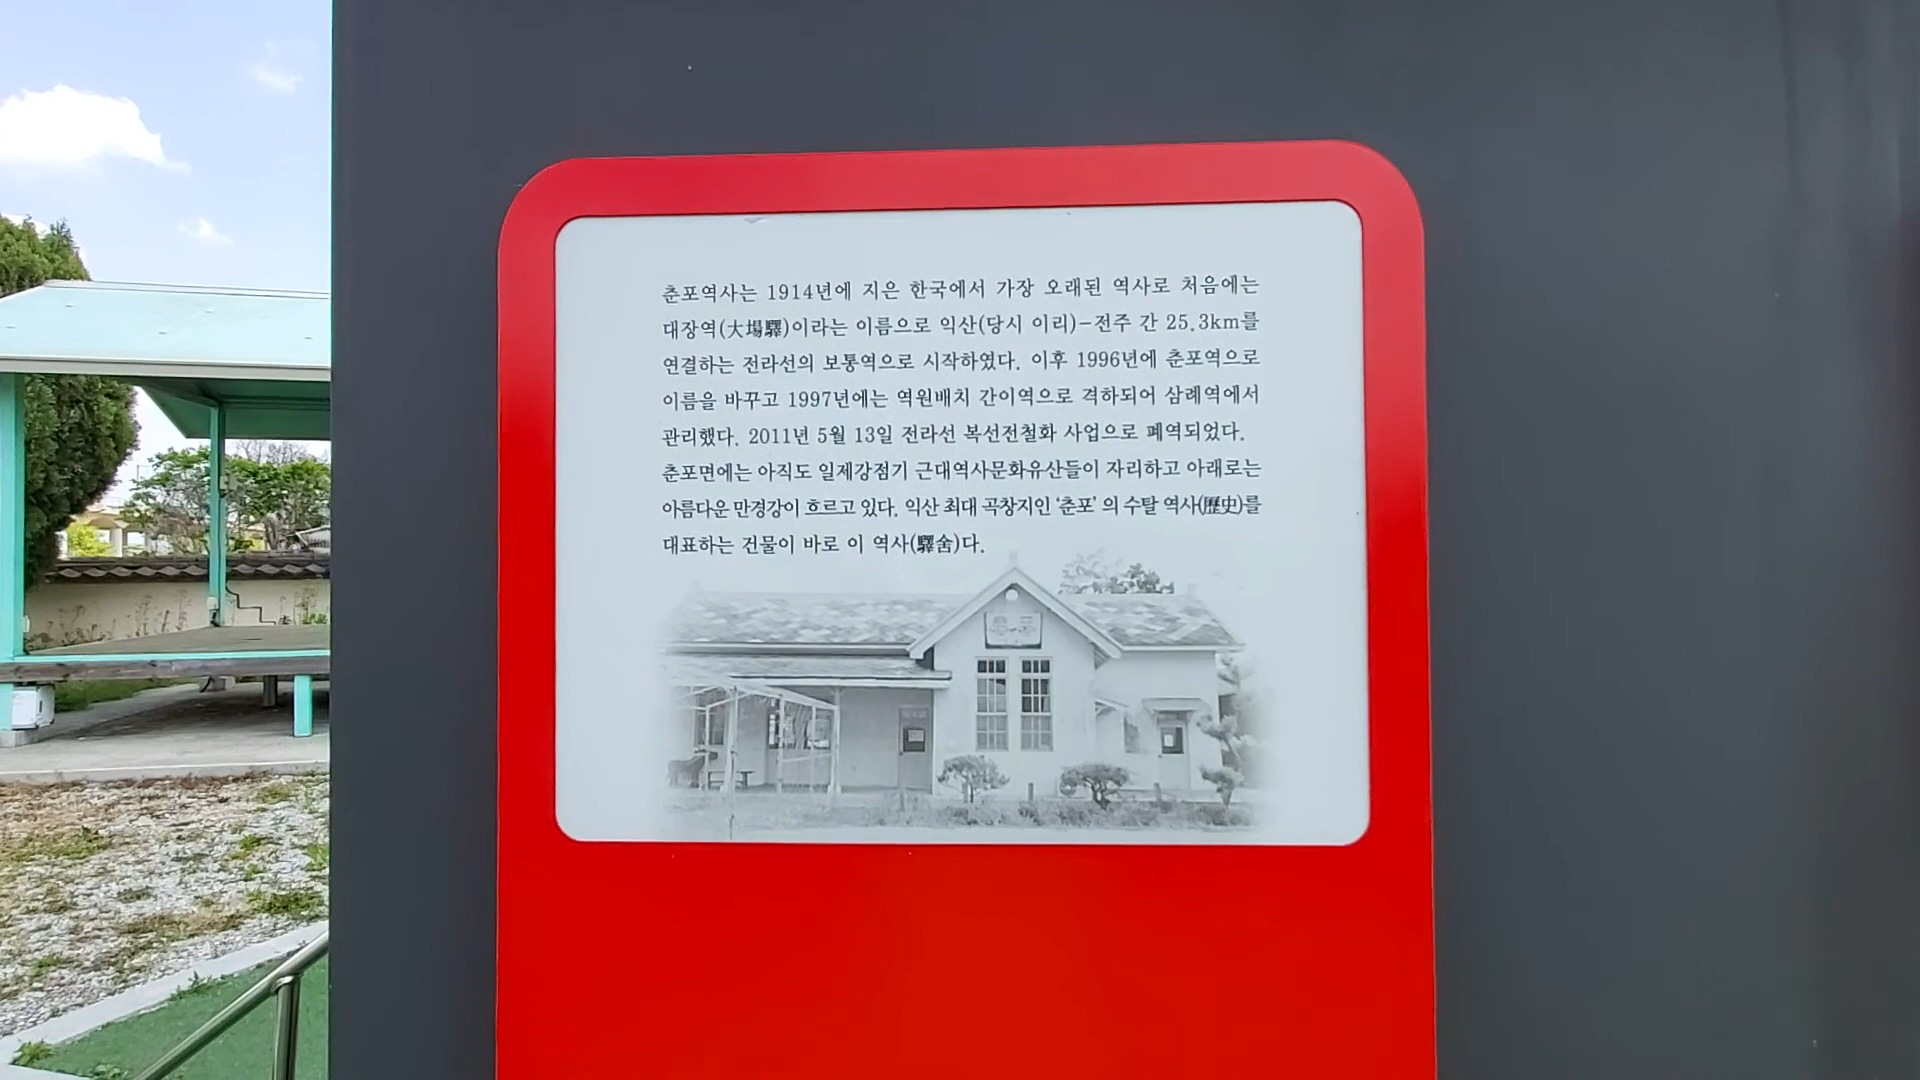 춘포역사는 1914년에 지은 한국에서 가장 오래된 역사로 처음에는
대장역(大場驛)이라는 이름으로 익산(당시 이리)-전주 간 25.3km를
연결하는 전라선의 보통역으로 시작하였다. 이후 1996년에 춘포역으로
이름을 바꾸고 1997년에는 역원배치 간이역으로 격하되어 삼례역에서
관리했다. 2011년 5월 13일 전라선 복선전철화 사업으로 폐역되었다.
춘포면에는 아직도 일제강점기 근대역사문화유산들이 자리하고 아래로는
아름다운 만경강이 흐르고 있다. 익산 최대 곡창지인 ‘춘포’ 의 수탈 역사(歷史)를
대표하는 건물이 바로 이 역사(驛舍)다.